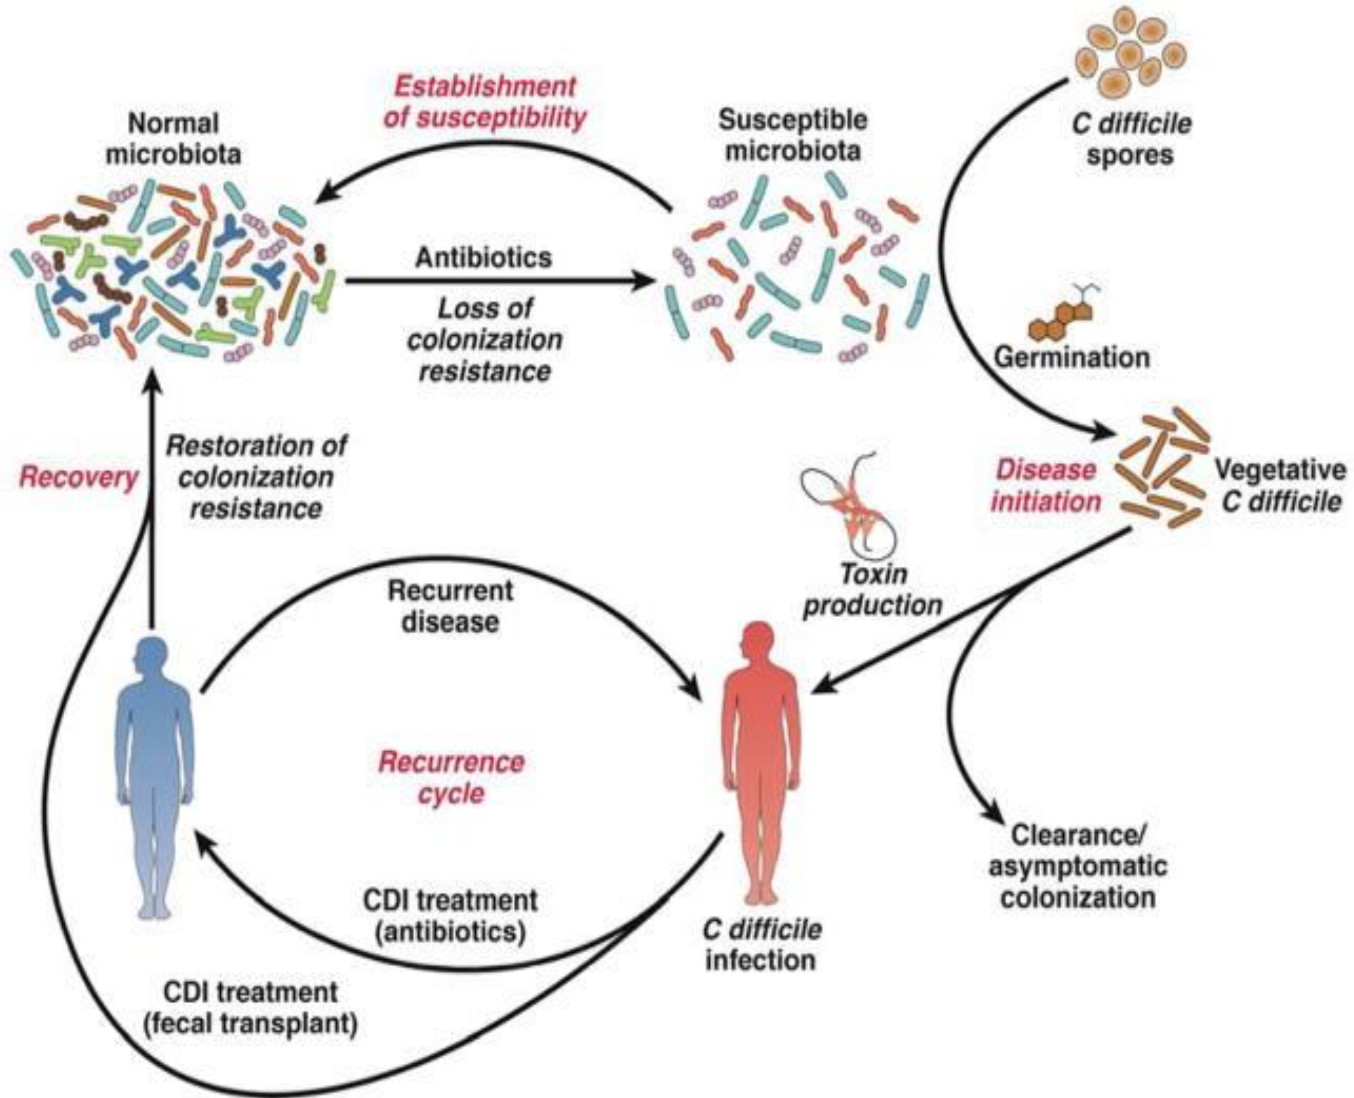 Establishment
of susceptibility
Normal
microbiota
Susceptible
microbiota
C difficile
spores
Antibiotics
Loss of
colonization
resistance
Germination
Recovery
Restoration of
colonization
resistance
Disease
initiation
Vegetative
C difficile
Toxin
production
Recurrent
disease
Recurrence
cycle
Clearance/
asymptomatic
colonization
CDI treatment
(antibiotics)
C difficile
infection
CDI treatment
(fecal transplant)